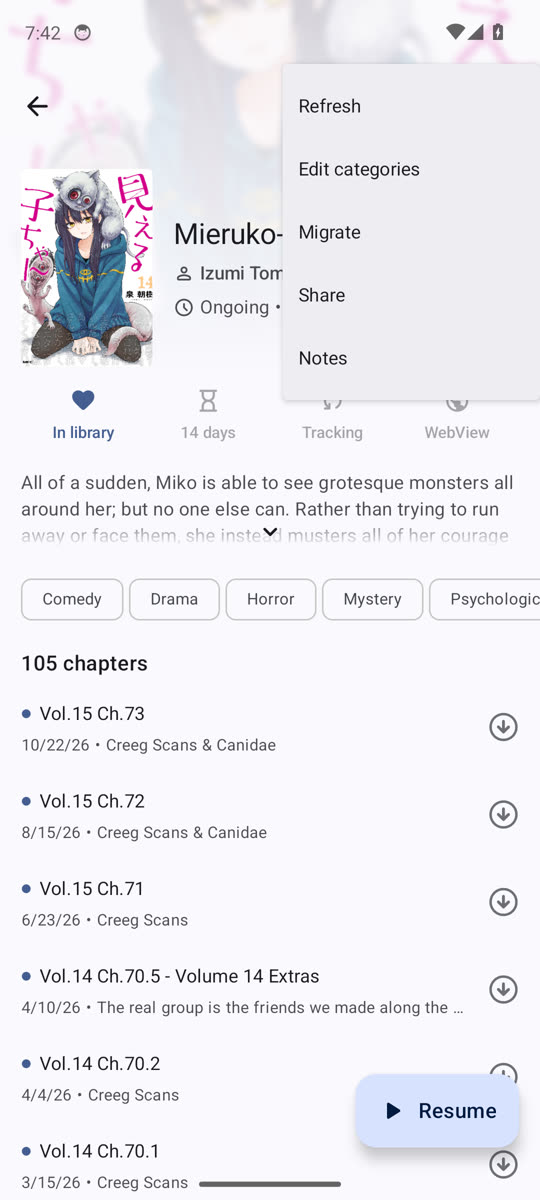 7:42
Refresh
Edit categories
Migrate
Share
Notes
見える
子ちゃん
14
泉 朝樹
Mieruko-
Izumi Tom
Ongoing •
In library
14 days
Tracking
WebView
All of a sudden, Miko is able to see grotesque monsters all
around her; but no one else can. Rather than trying to run
away or face them, she instead musters all of her courage
Comedy
Drama
Horror
Mystery
Psychologic
105 chapters
Vol.15 Ch.73
10/22/26 • Creeg Scans & Canidae
Vol.15 Ch.72
8/15/26 • Creeg Scans & Canidae
Vol.15 Ch.71
6/23/26 • Creeg Scans
Vol.14 Ch.70.5 - Volume 14 Extras
4/10/26 • The real group is the friends we made along the ...
Vol.14 Ch.70.2
4/4/26 • Creeg Scans
Resume
Vol.14 Ch.70.1
3/15/26 • Creeg Scans